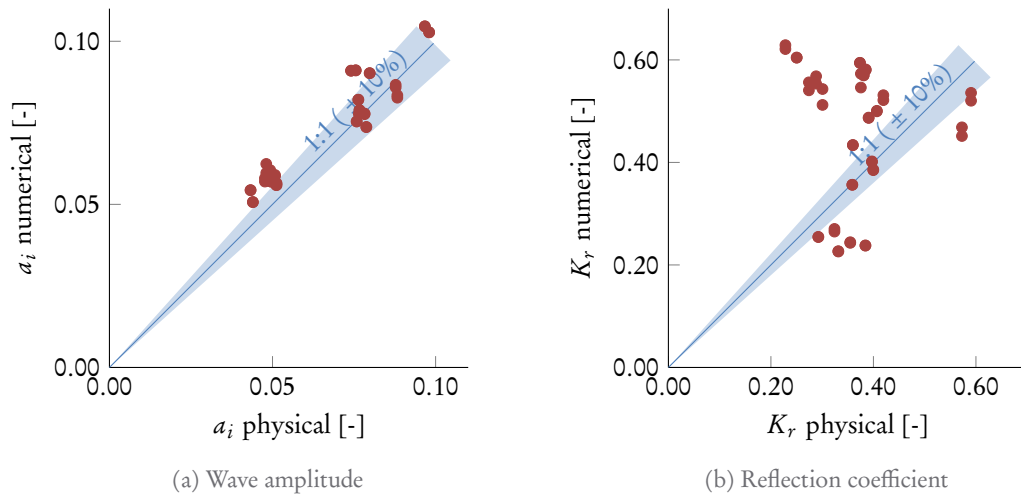 0.10
0.05
0.00
0.00
0.05
0.10
a_i numerical [-]
a_i physical [-]
1:1 (± 10%)
(a) Wave amplitude
0.60
0.40
0.20
0.00
0.00
0.20
0.40
0.60
K_r numerical [-]
K_r physical [-]
1:1 (± 10%)
(b) Reflection coefficient